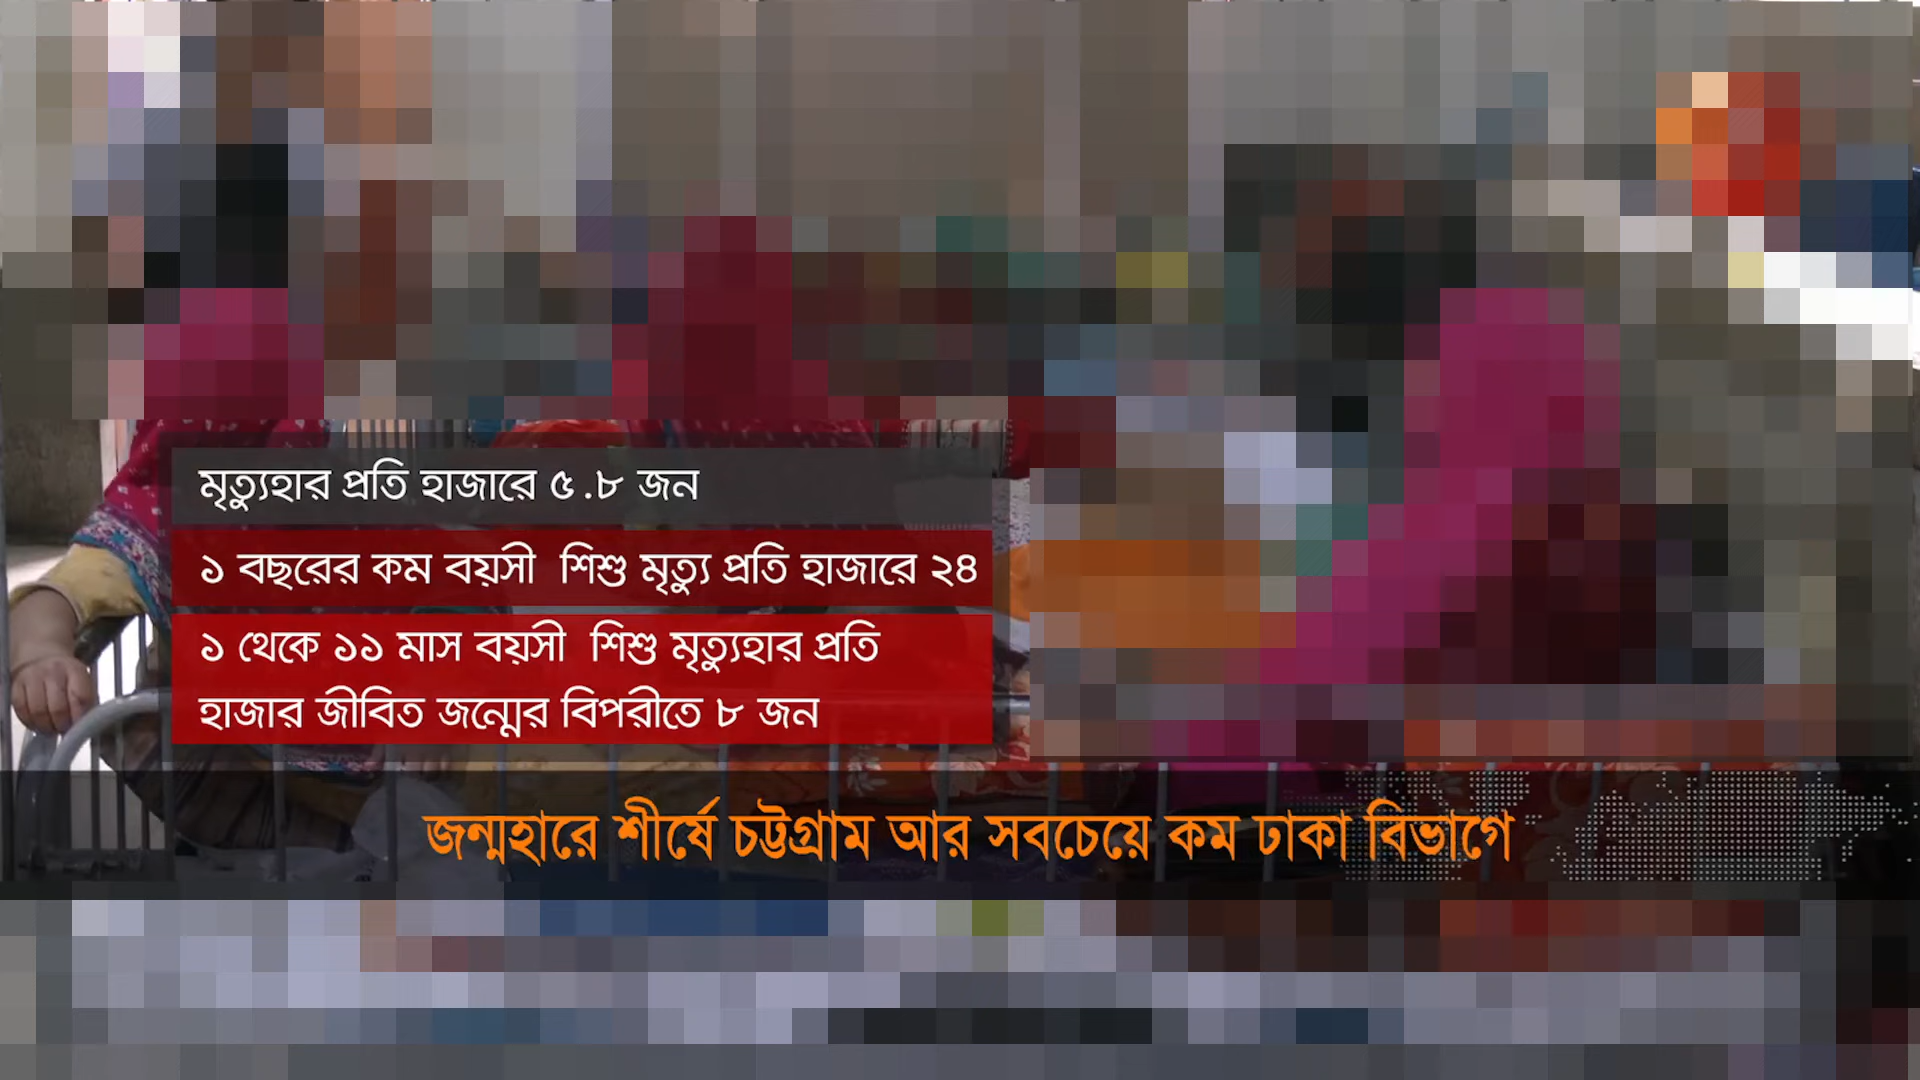 মৃত্যুহার প্রতি হাজারে ৫.৮ জন
১ বছরের কম বয়সী শিশু মৃত্যু প্রতি হাজারে ২৪
১ থেকে ১১ মাস বয়সী শিশু মৃত্যুহার প্রতি
হাজার জীবিত জন্মের বিপরীতে ৮ জন
জন্মহারে শীর্ষে চট্টগ্রাম আর সবচেয়ে কম ঢাকা বিভাগে